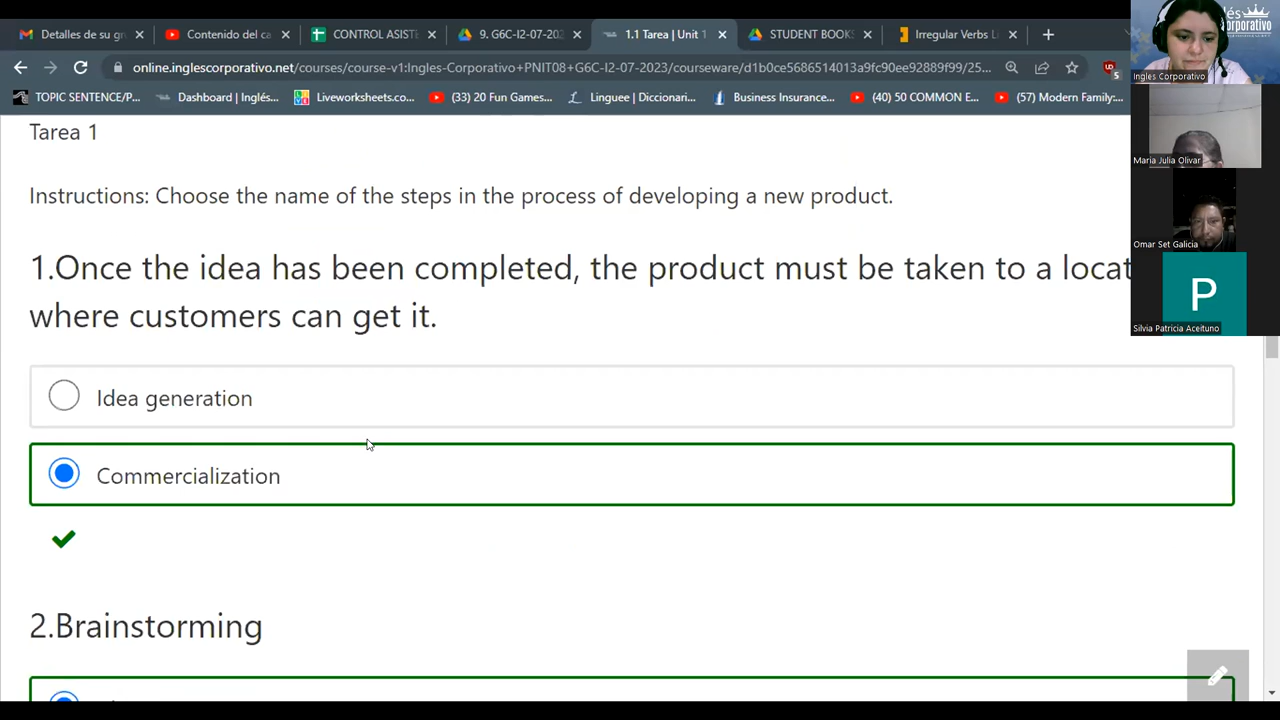 Detalles de su gn
Contenido del ca
CONTROL ASISTE
9. G6C-I2-07-202
1.1 Tarea | Unit 1
STUDENT BOOKS
Irregular Verbs Li
online.inglescorporativo.net/courses/course-v1:Ingles-Corporativo+PNIT08+G6C-I2-07-2023/courseware/d1b0ce5686514013a9fc90ee92889f99/25...
TOPIC SENTENCE/P...
Dashboard | Inglés...
Liveworksheets.co...
(33) 20 Fun Games...
Linguee | Diccionari...
Business Insurance...
(40) 50 COMMON E...
(57) Modern Family:...
Ingles Corporativo
Maria Julia Olivar
Omar Set Galicia
P
Silvia Patricia Aceituno
Tarea 1
Instructions: Choose the name of the steps in the process of developing a new product.
1.Once the idea has been completed, the product must be taken to a locat
where customers can get it.
Idea generation
Commercialization
2.Brainstorming